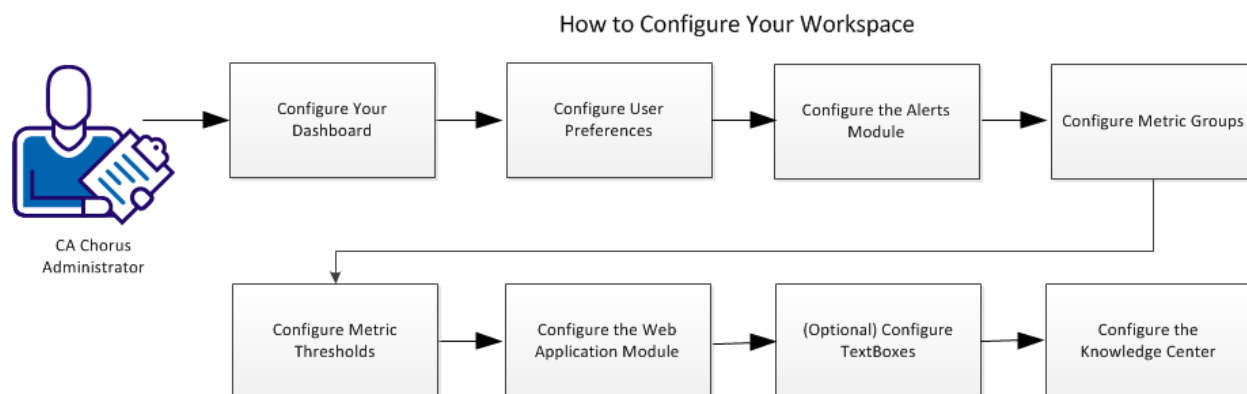 How to Configure Your Workspace
CA Chorus
Administrator
Configure Your
Dashboard
Configure User
Preferences
Configure the Alerts
Module
Configure Metric Groups
Configure Metric
Thresholds
Configure the Web
Application Module
(Optional) Configure
TextBoxes
Configure the
Knowledge Center